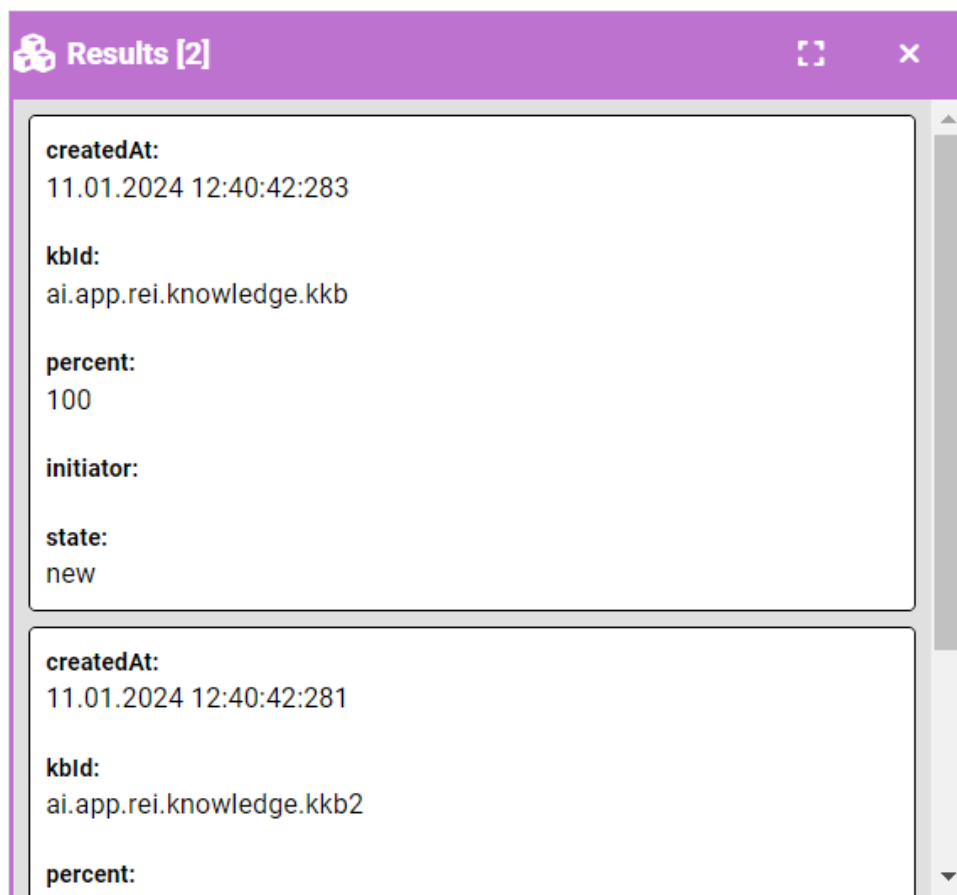 Results [2]
createdAt:
11.01.2024 12:40:42:283
kbId:
ai.app.rei.knowledge.kkb
percent:
100
initiator:
state:
new
createdAt:
11.01.2024 12:40:42:281
kbId:
ai.app.rei.knowledge.kkb2
percent: